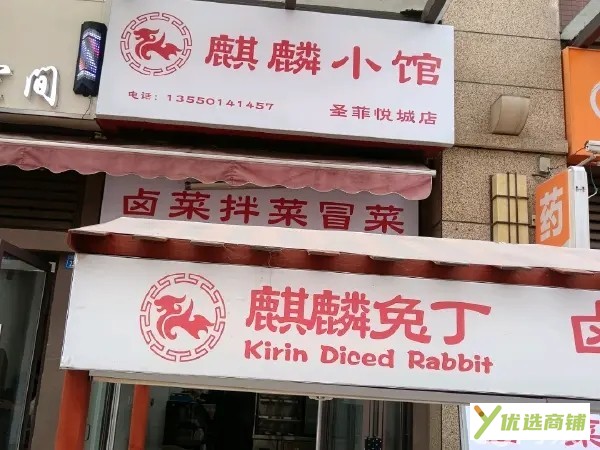 间
麒麟小馆
电话：13550141457
圣菲悦城店
卤菜拌菜冒菜
药
麒麟兔丁
Kirin Diced Rabbit
卤
菜
优选商铺